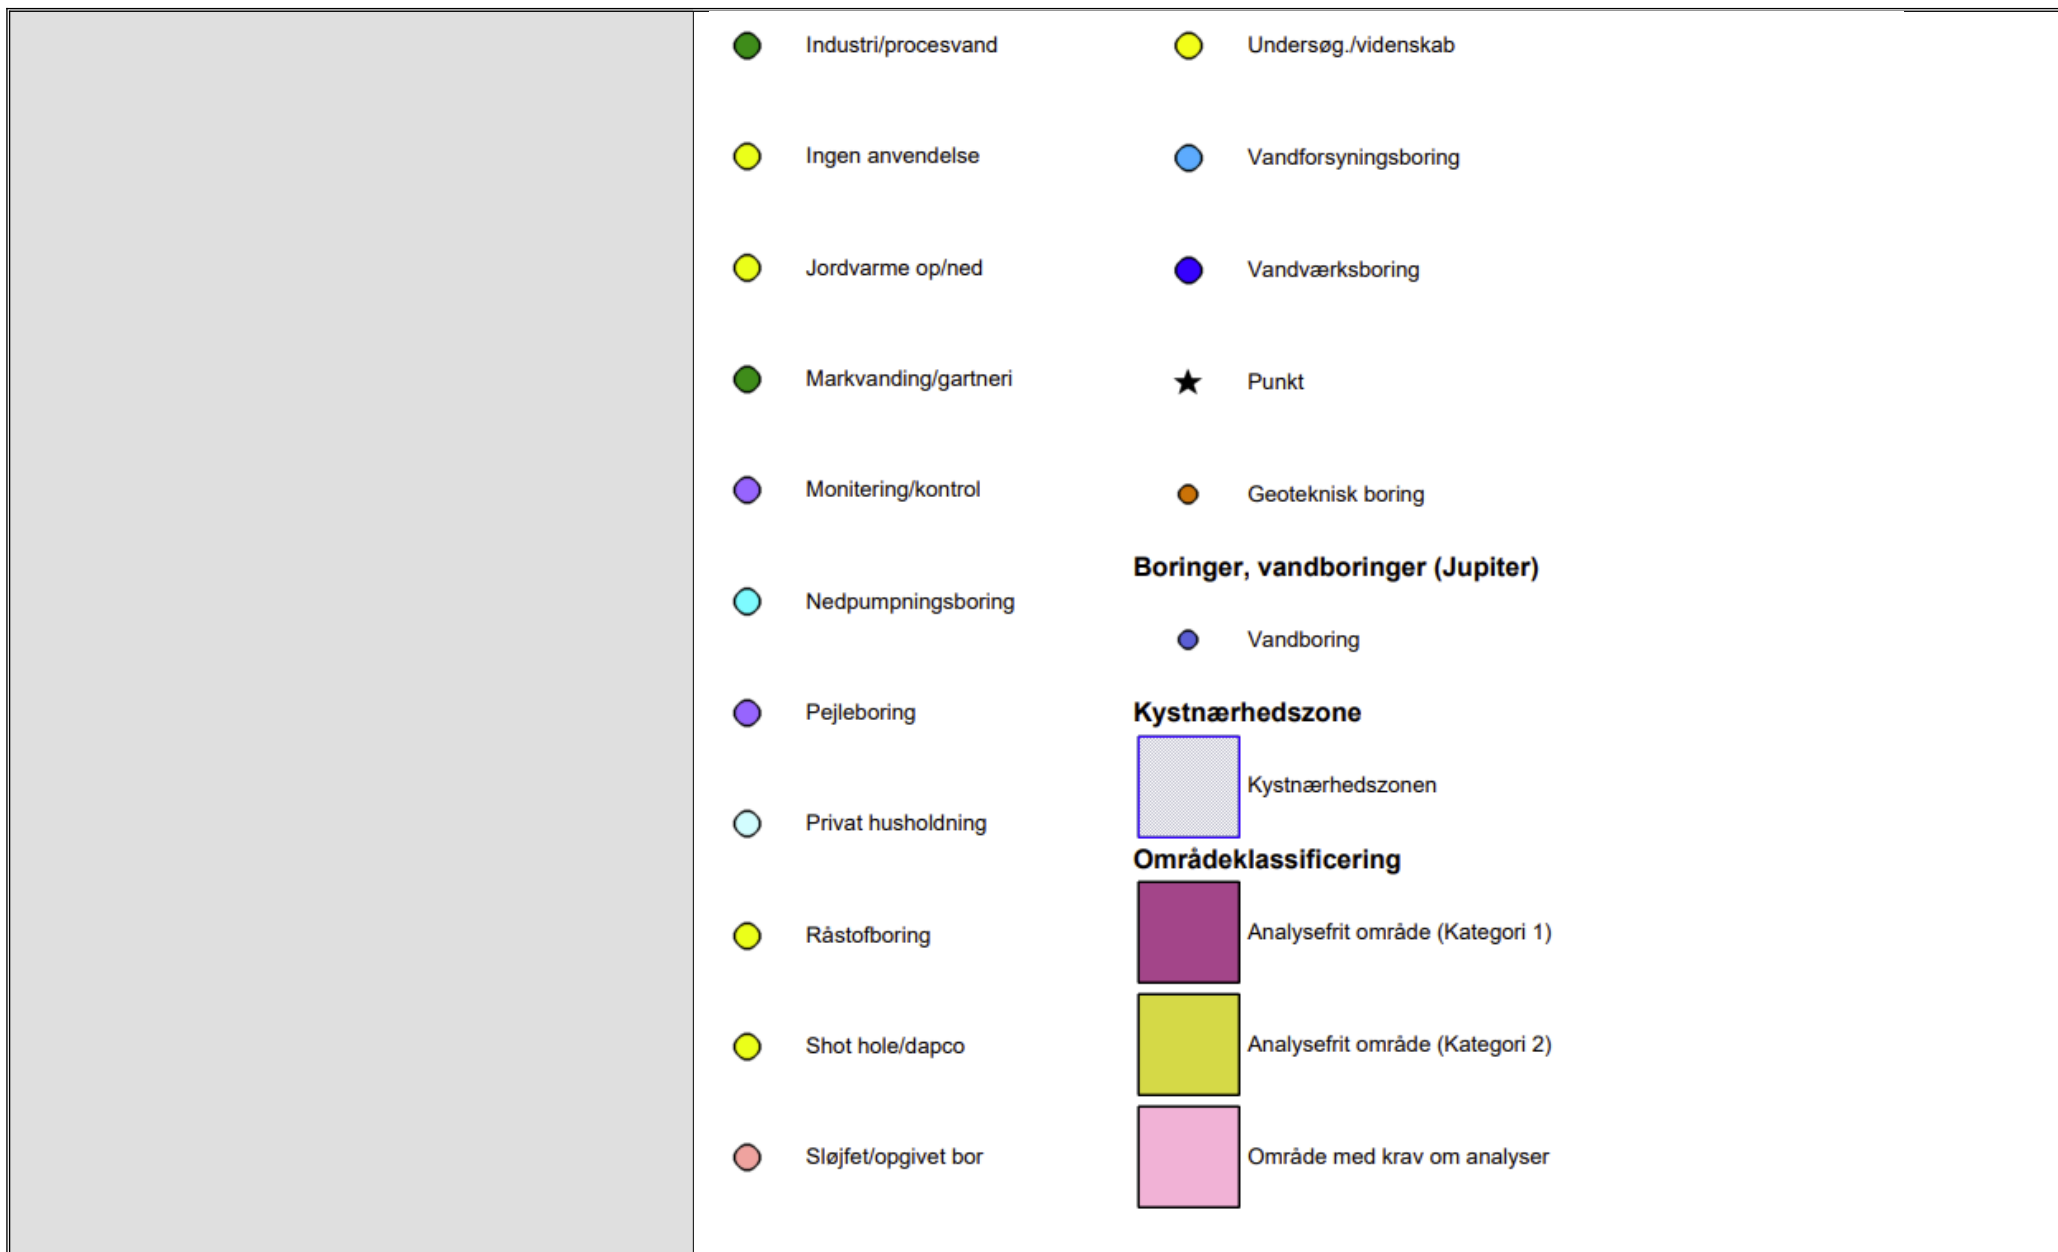 Industri/procesvand
Ingen anvendelse
Jordvarme op/ned
Markvanding/gartneri
Monitering/kontrol
Nedpumpningsboring
Pejleboring
Privat husholdning
Råstofboring
Shot hole/dapco
Sløjfet/opgivet bor
Undersøg./videnskab
Vandforsyningsboring
Vandværksboring
Punkt
Geoteknisk boring
Boringer, vandboringer (Jupiter)
Vandboring
Kystnærhedszone
Kystnærhedszonen
Områdeklassificering
Analysefrit område (Kategori 1)
Analysefrit område (Kategori 2)
Område med krav om analyser